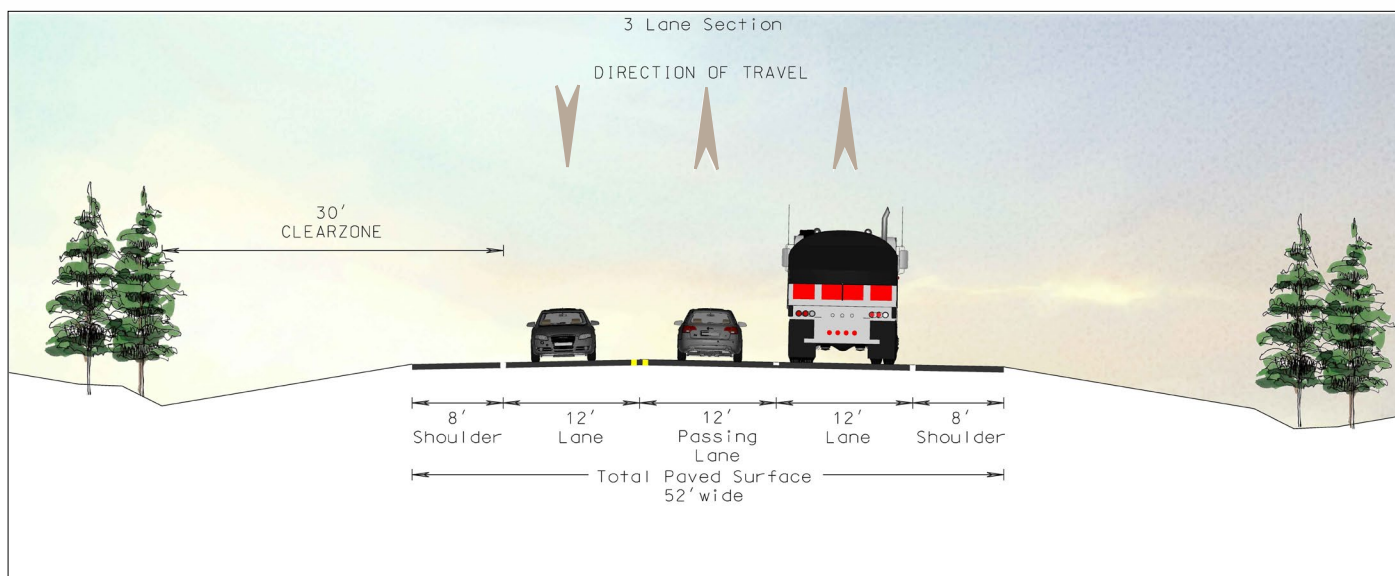 3 Lane Section
DIRECTION OF TRAVEL
30'
CLEARZONE
8'
Shoulder
12'
Lane
12'
Passing
Lane
12'
Lane
8'
Shoulder
Total Paved Surface
52' wide